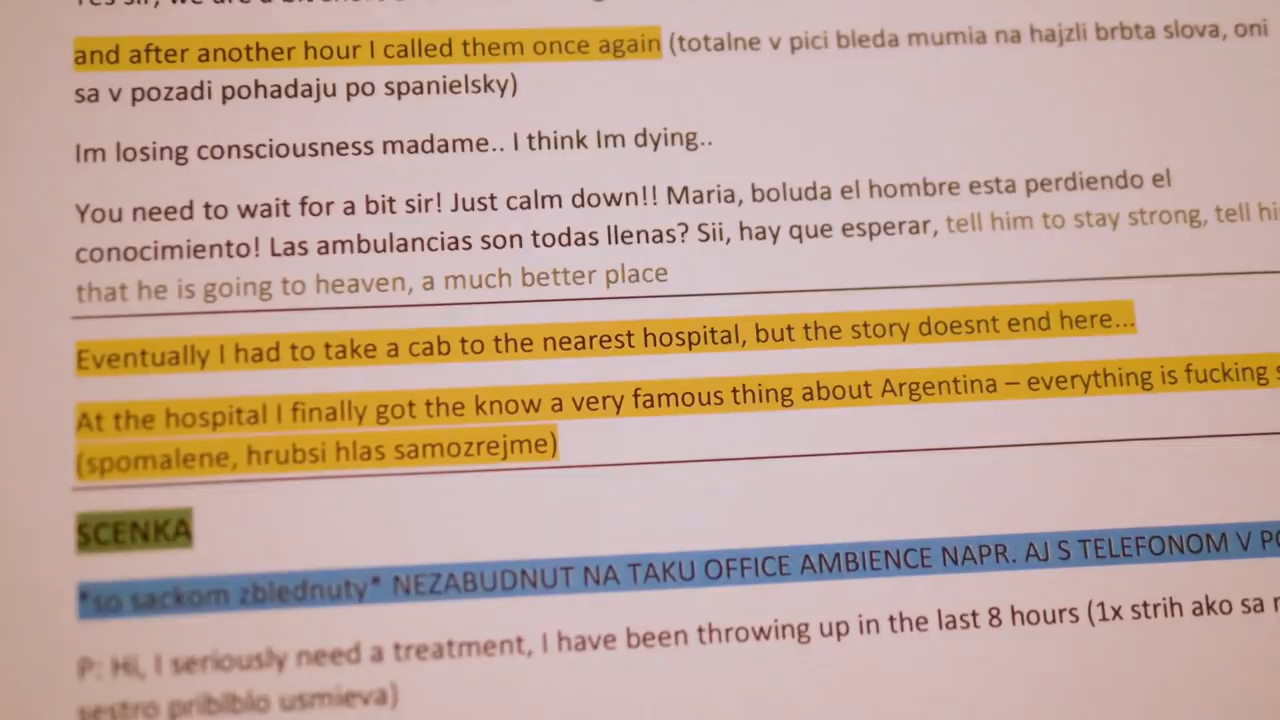 and after another hour I called them once again (totalne v pici bleda mumia na hajzli brbta slova, oni
sa v pozadi pohadaju po spanielsky)
Im losing consciousness madame.. I think Im dying..
You need to wait for a bit sir! Just calm down!! Maria, boluda el hombre esta perdiendo el
conocimiento! Las ambulancias son todas llenas? Sii, hay que esperar, tell him to stay strong, tell
that he is going to heaven, a much better place
Eventually I had to take a cab to the nearest hospital, but the story doesnt end here...
At the hospital I finally got the know a very famous thing about Argentina – everything is fucking
(spomalene, hrubsi hlas samozrejme)
SCENKA
*so sackom zblednuty* NEZABUDNUT NA TAKU OFFICE AMBIENCE NAPR. AJ S TELEFONOM V
P: Hi, I seriously need a treatment, I have been throwing up in the last 8 hours (1x strih ako sa
sestro priblblo usmieva)